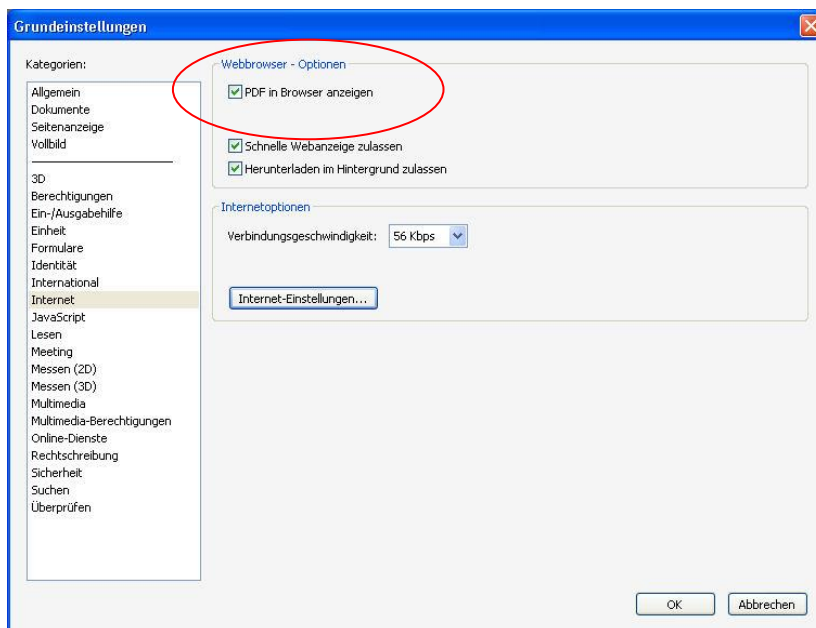 Grundeinstellungen
Kategorien:
Allgemein
Dokumente
Seitenanzeige
Vollbild
3D
Berechtigungen
Ein-/Ausgabehilfe
Einheit
Formulare
Identität
International
Internet
JavaScript
Lesen
Meeting
Messen (2D)
Messen (3D)
Multimedia
Multimedia-Berechtigungen
Online-Dienste
Rechtschreibung
Sicherheit
Suchen
Überprüfen
Webbrowser - Optionen
PDF in Browser anzeigen
Schnelle Webanzeige zulassen
Herunterladen im Hintergrund zulassen
Internetoptionen
Verbindungsgeschwindigkeit: 56 Kbps
Internet-Einstellungen...
OK Abbrechen